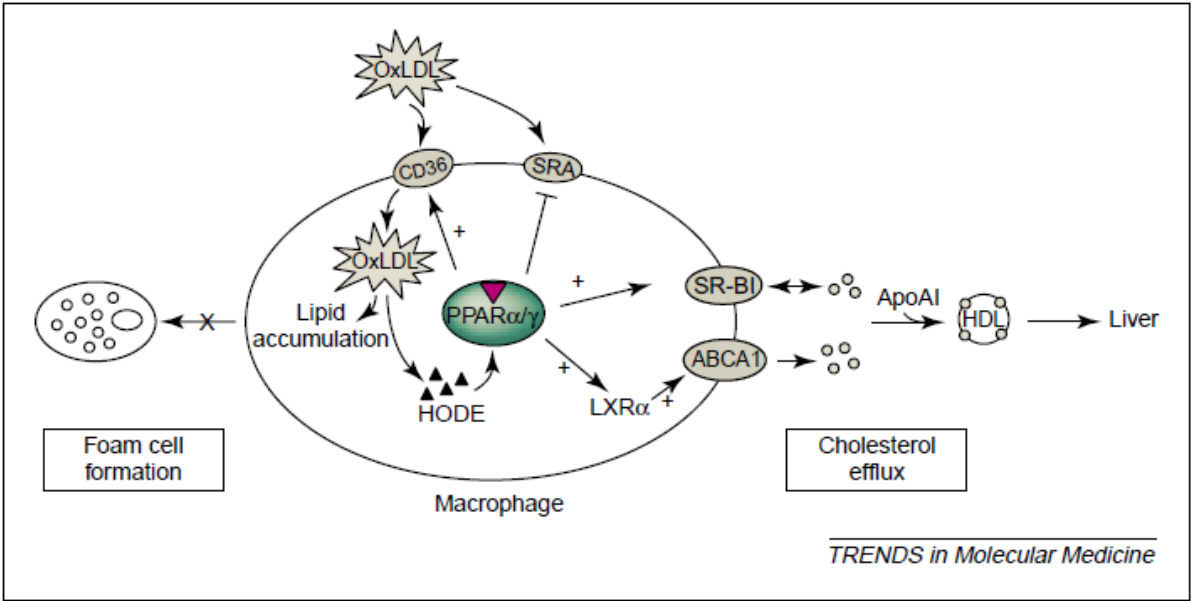 OxLDL
CD36
SRA
OxLDL
+
Lipid
accumulation
PPARα/γ
+
SR-BI
ApoAI
HDL
Liver
X
HODE
+
LXRα
+
ABCA1
Foam cell
formation
Cholesterol
efflux
Macrophage
TRENDS in Molecular Medicine